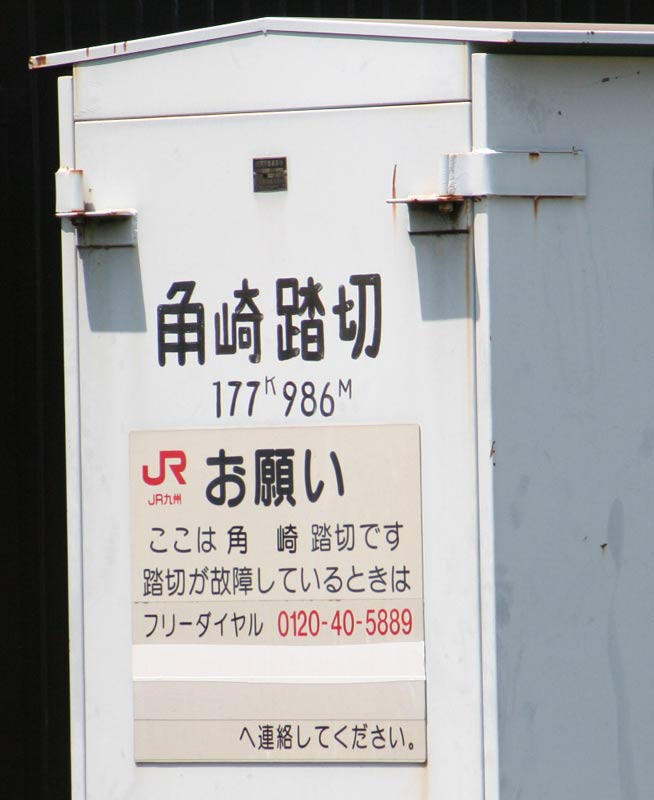 角崎踏切
177K986M
JR お願い
JR九州
ここは 角 崎 踏切です
踏切が故障しているときは
フリーダイヤル 0120-40-5889
へ連絡してください。